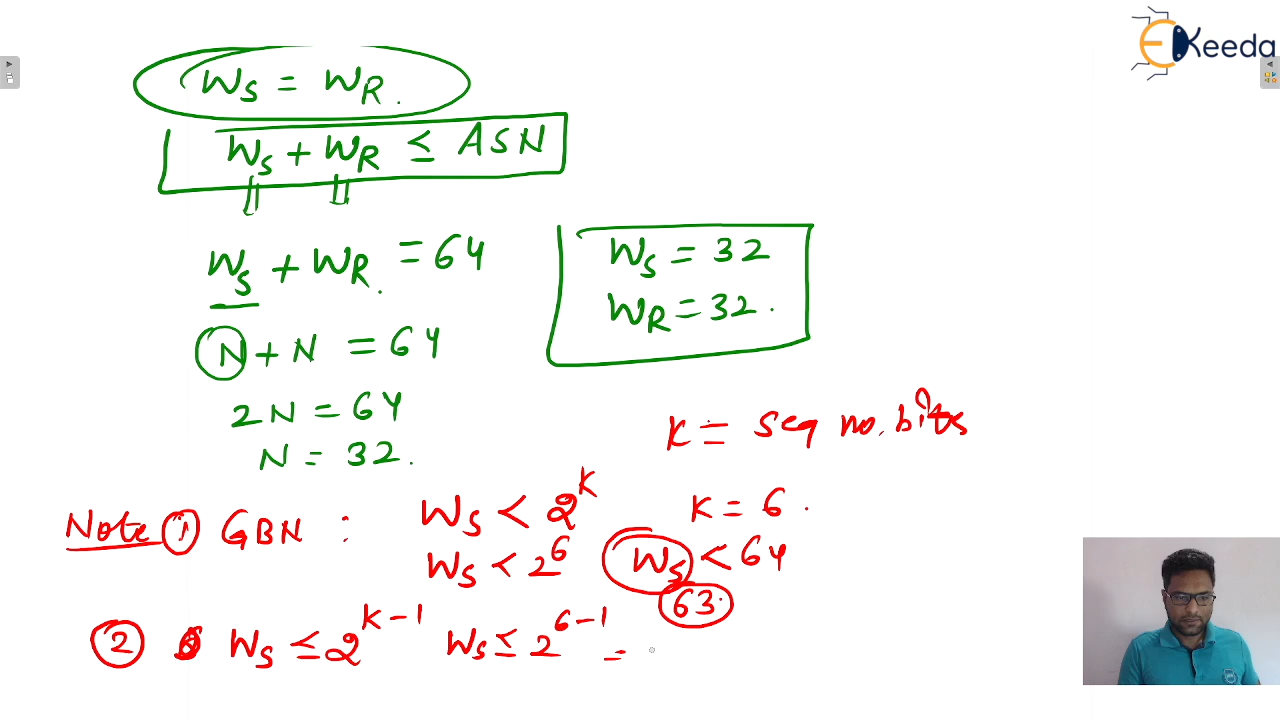 EKeeda
WS = WR.
WS + WR ≤ ASN
WS + WR. = 64
WS = 32
WR = 32.
N + N = 64
2N = 64
N = 32.
K = seq no. bits
Note 1 GBN : WS < 2^K K = 6.
WS < 2^6 WS < 64
63.
2 WS ≤ 2^K-1 WS ≤ 2^6-1 =